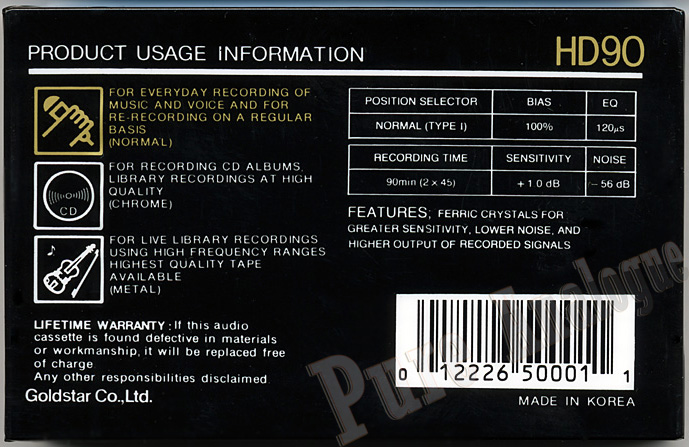 PRODUCT USAGE INFORMATION
HD90
FOR EVERYDAY RECORDING OF
MUSIC AND VOICE AND FOR
RE-RECORDING ON A REGULAR
BASIS
(NORMAL)
CD
FOR RECORDING CD ALBUMS,
LIBRARY RECORDINGS AT HIGH
QUALITY
(CHROME)
FOR LIVE LIBRARY RECORDINGS
USING HIGH FREQUENCY RANGES
HIGHEST QUALITY TAPE
AVAILABLE
(METAL)
LIFETIME WARRANTY : If this audio
cassette is found defective in materials
or workmanship, it will be replaced free
of charge.
Any other responsibilities disclaimed.
Goldstar Co.,Ltd.
POSITION SELECTOR BIAS EQ
NORMAL (TYPE I) 100% 120µs
RECORDING TIME SENSITIVITY NOISE
90min (2 x 45) +1.0 dB -56 dB
FEATURES; FERRIC CRYSTALS FOR
GREATER SENSITIVITY, LOWER NOISE, AND
HIGHER OUTPUT OF RECORDED SIGNALS
0 12226 50001 1
MADE IN KOREA
Pure Analogue